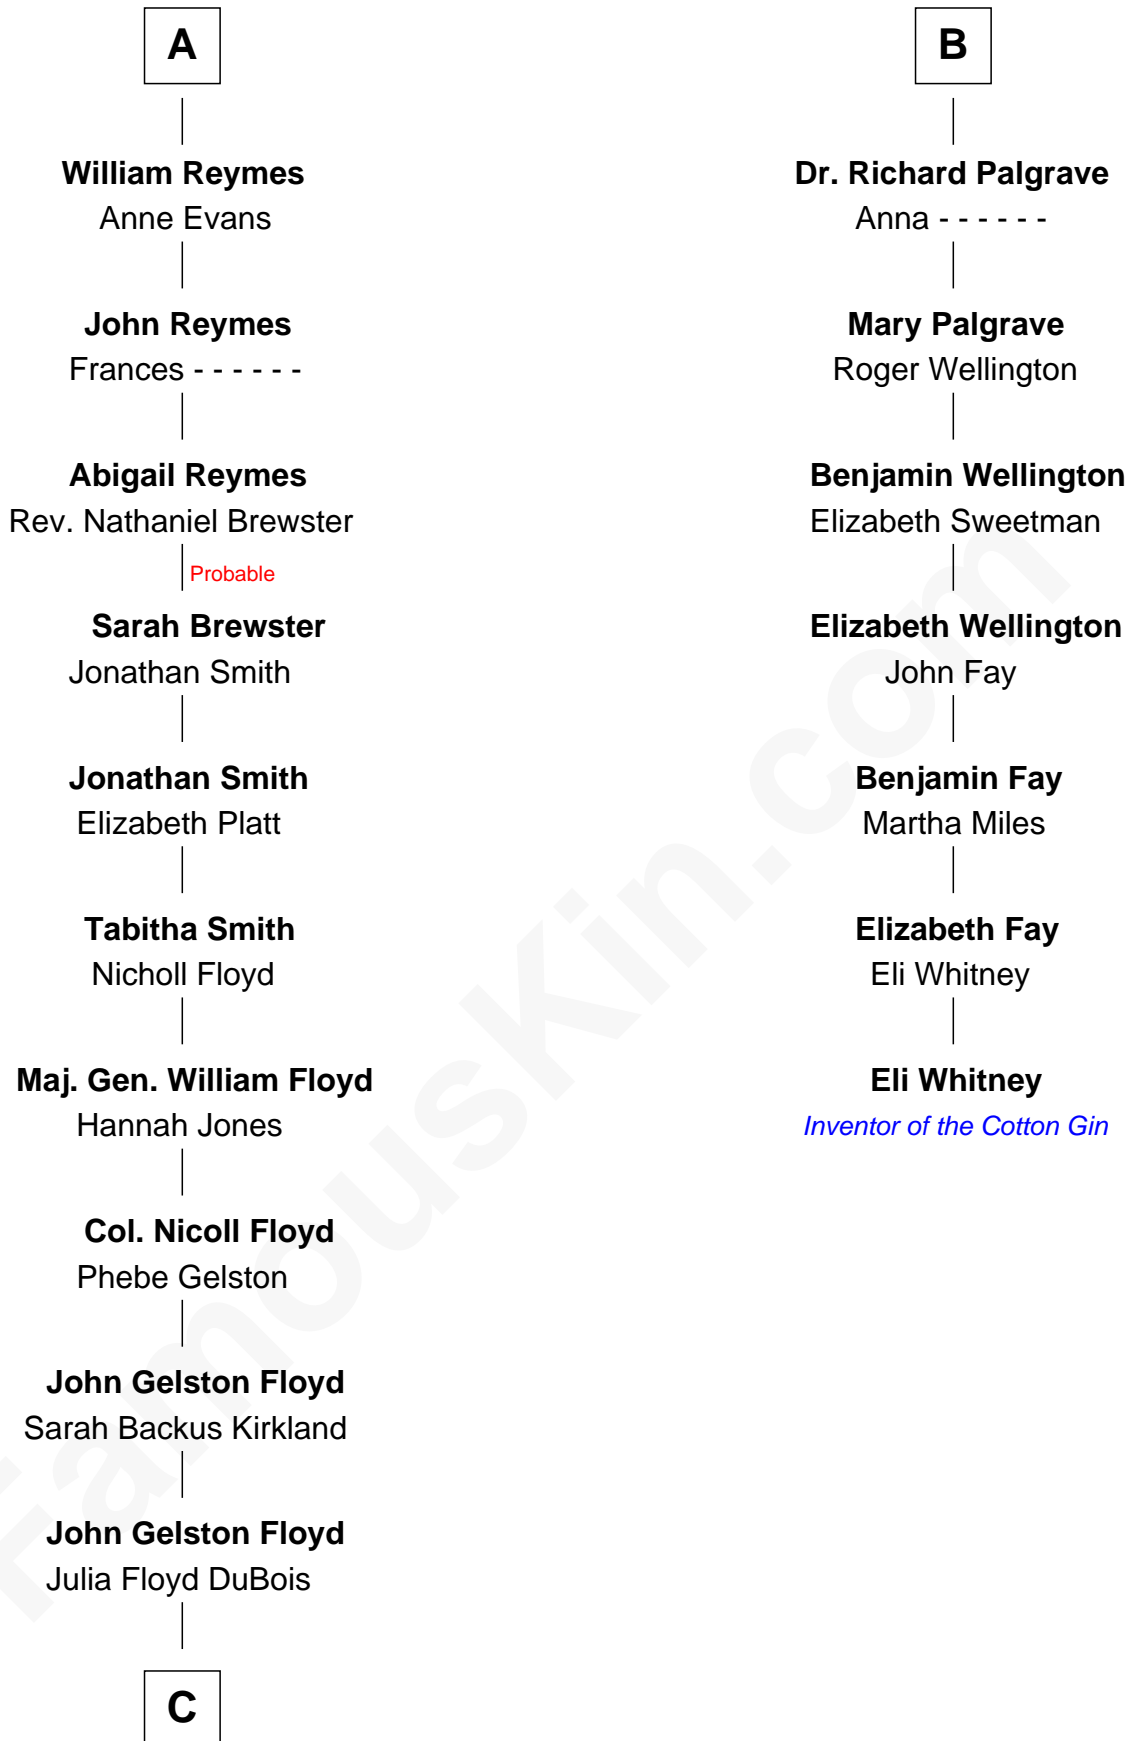 A
William Reymes
Anne Evans
John Reymes
Frances - - - - - -
Abigail Reymes
Rev. Nathaniel Brewster
Probable
Sarah Brewster
Jonathan Smith
Jonathan Smith
Elizabeth Platt
Tabitha Smith
Nicholl Floyd
Maj. Gen. William Floyd
Hannah Jones
Col. Nicoll Floyd
Phebe Gelston
John Gelston Floyd
Sarah Backus Kirkland
John Gelston Floyd
Julia Floyd DuBois
C
B
Dr. Richard Palgrave
Anna - - - - - -
Mary Palgrave
Roger Wellington
Benjamin Wellington
Elizabeth Sweetman
Elizabeth Wellington
John Fay
Benjamin Fay
Martha Miles
Elizabeth Fay
Eli Whitney
Eli Whitney
Inventor of the Cotton Gin
FamousKin.com